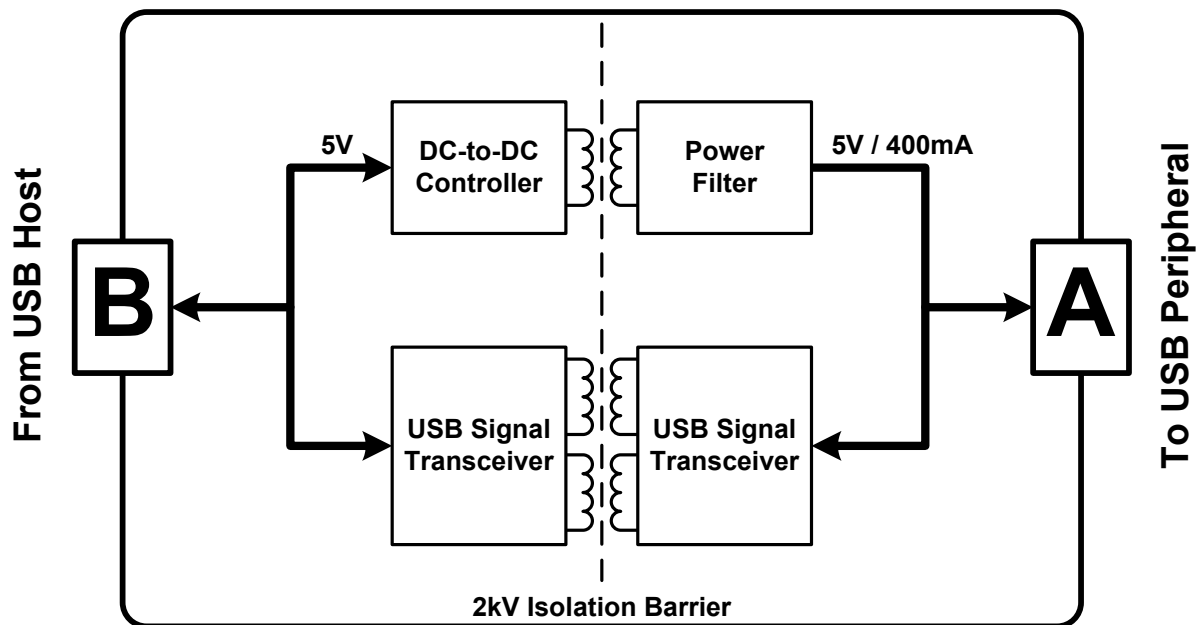 From USB Host
B
5V
DC-to-DC
Controller
Power
Filter
5V / 400mA
USB Signal
Transceiver
USB Signal
Transceiver
A
To USB Peripheral
2kV Isolation Barrier